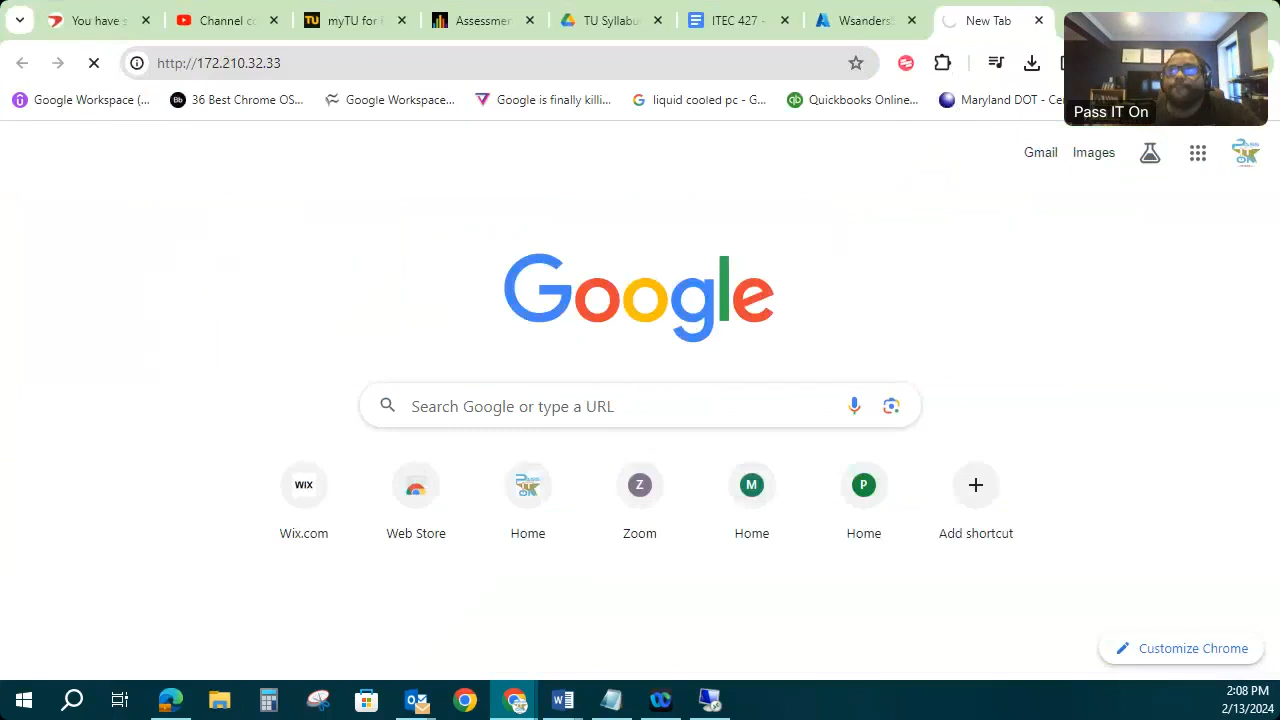 You have s
Channel co
myTU for F
Assessmer
TU Syllabu
ITEC 427 -
Wsanders
New Tab
http://172.210.32.33
Google Workspace (...
36 Best Chrome OS...
Google Workspace...
Google is finally killi...
liquid cooled pc - G...
Quickbooks Online...
Maryland DOT - Ce
Pass IT On
Gmail
Images
Google
Search Google or type a URL
WIX
Z
M
P
Wix.com
Web Store
Home
Zoom
Home
Home
Add shortcut
Customize Chrome
2:08 PM
2/13/2024